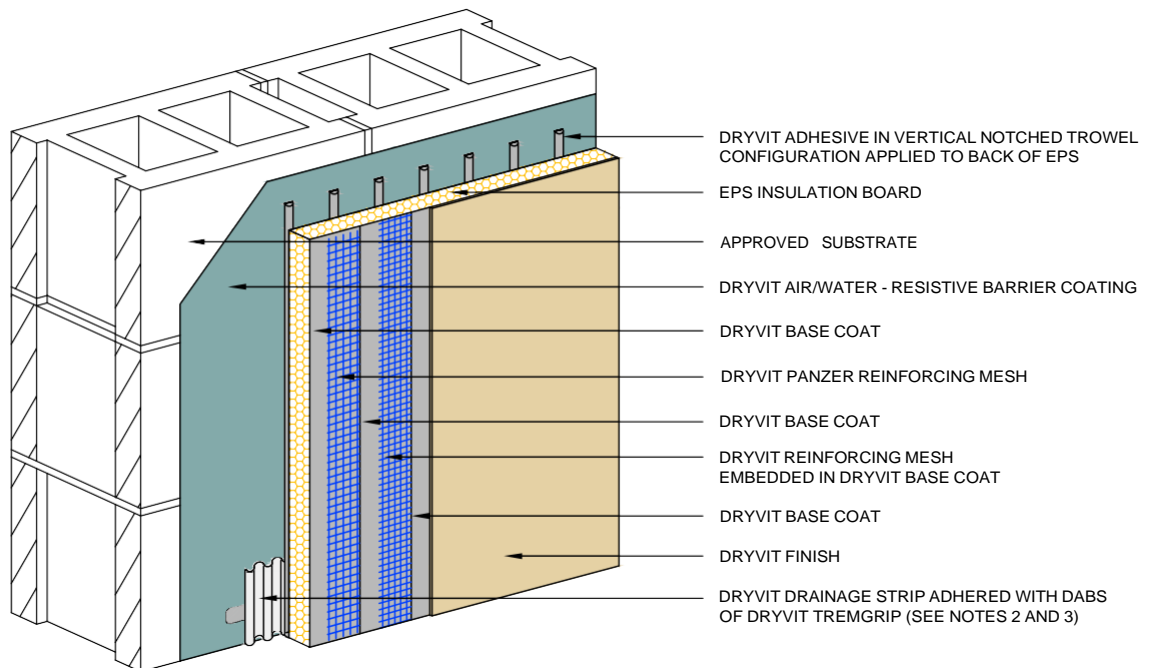 DRYVIT ADHESIVE IN VERTICAL NOTCHED TROWEL
CONFIGURATION APPLIED TO BACK OF EPS
EPS INSULATION BOARD
APPROVED SUBSTRATE
DRYVIT AIR/WATER - RESISTIVE BARRIER COATING
DRYVIT BASE COAT
DRYVIT PANZER REINFORCING MESH
DRYVIT BASE COAT
DRYVIT REINFORCING MESH
EMBEDDED IN DRYVIT BASE COAT
DRYVIT BASE COAT
DRYVIT FINISH
DRYVIT DRAINAGE STRIP ADHERED WITH DABS
OF DRYVIT TREMGRIP (SEE NOTES 2 AND 3)